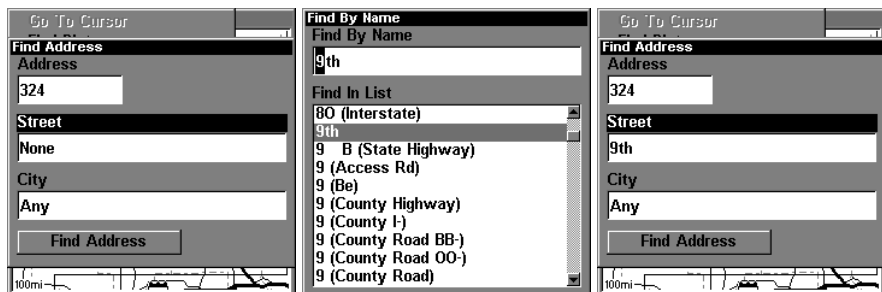 Go To Cursor
Find Address
Address
324
Street
None
City
Any
Find Address
100mi
Find By Name
Find By Name
9th
Find In List
80 (Interstate)
9th
9 B (State Highway)
9 (Access Rd)
9 (Be)
9 (County Highway)
9 (County I-)
9 (County Road BB-)
9 (County Road OO-)
9 (County Road)
Go To Cursor
Find Address
Address
324
Street
9th
City
Any
Find Address
100mi